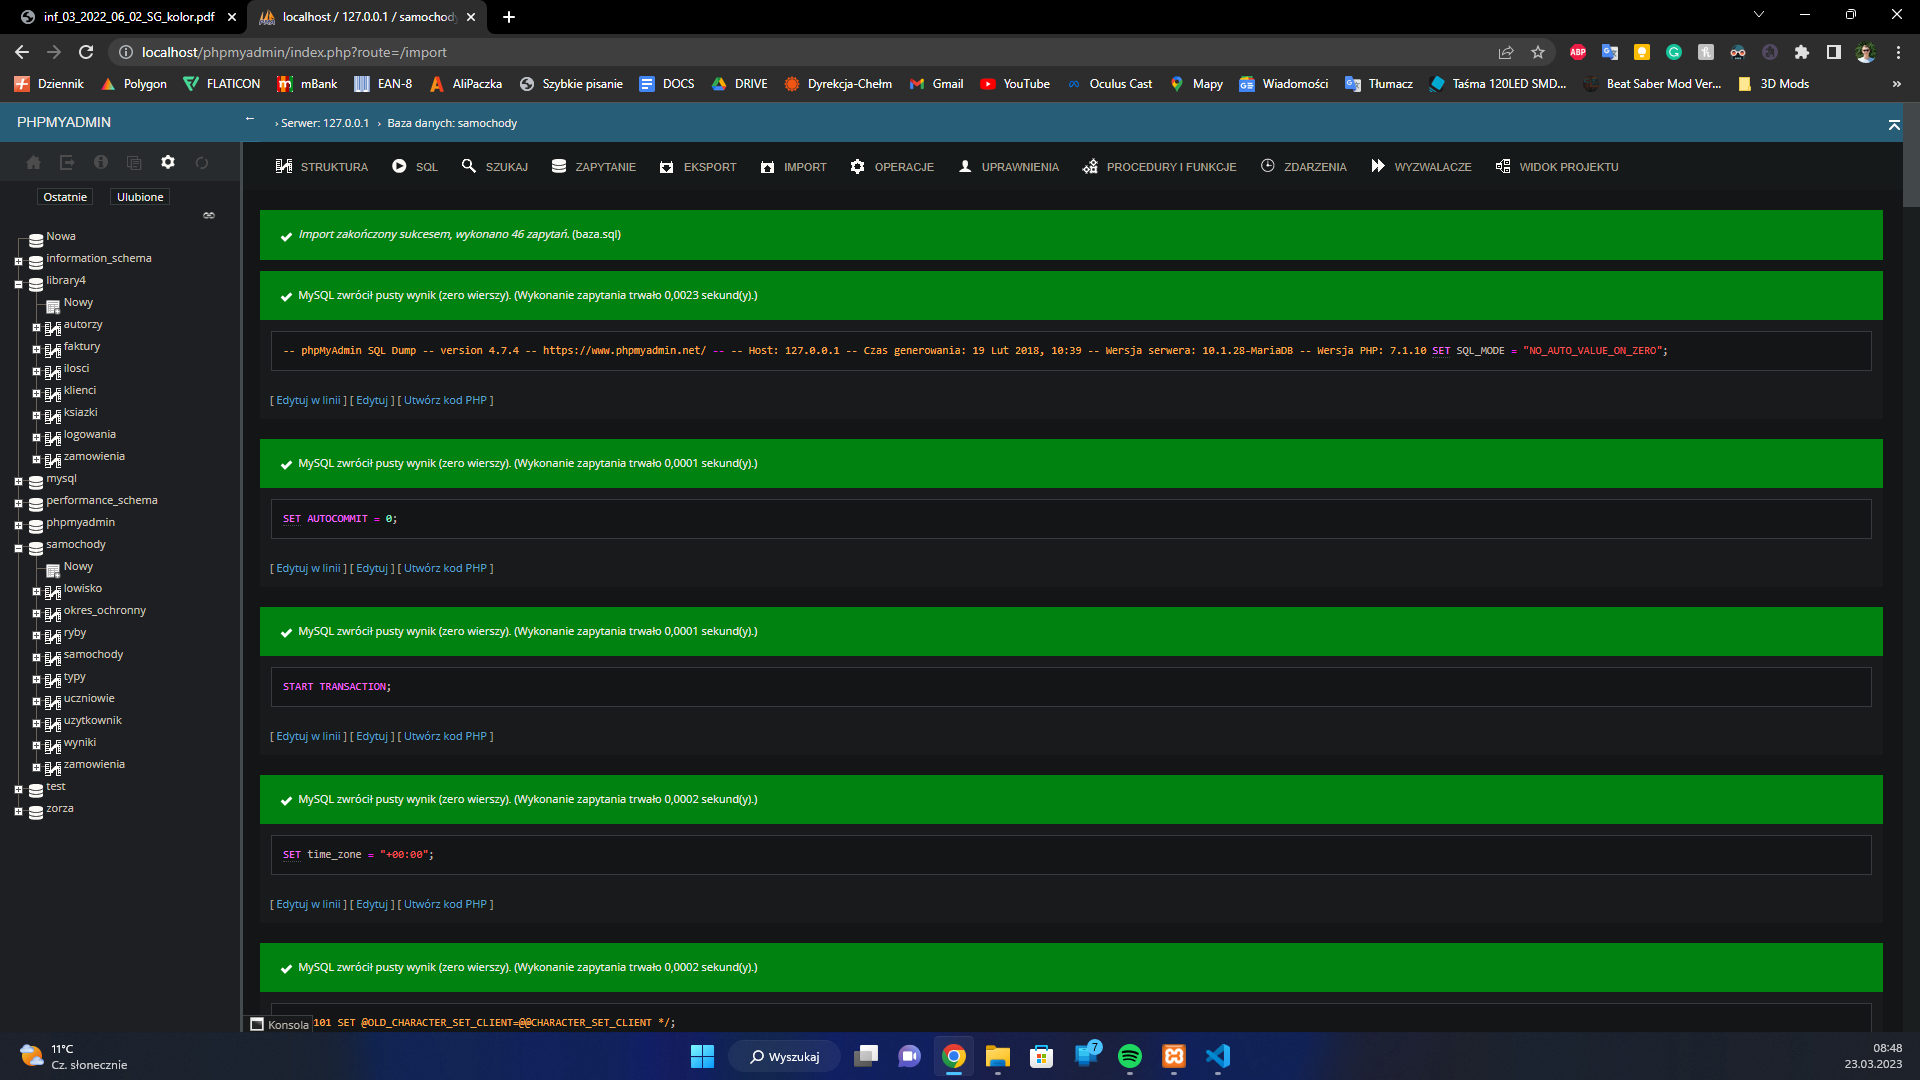 inf_03_2022_06_02_SG_kolor.pdf
localhost / 127.0.0.1 / samochody
localhost/phpmyadmin/index.php?route=/import
Dziennik
Polygon
FLATICON
mBank
EAN-8
AliPaczka
Szybkie pisanie
DOCS
DRIVE
Dyrekcja-Chełm
Gmail
YouTube
Oculus Cast
Mapy
Wiadomości
Tłumacz
Taśma 120LED SMD...
Beat Saber Mod Ver...
3D Mods
»
PHPMYADMIN
←
› Serwer: 127.0.0.1 › Baza danych: samochody
STRUKTURA
SQL
SZUKAJ
ZAPYTANIE
EKSPORT
IMPORT
OPERACJE
UPRAWNIENIA
PROCEDURY I FUNKCJE
ZDARZENIA
WYZWALACZE
WIDOK PROJEKTU
Ostatnie
Ulubione
Nowa
information_schema
library4
Nowy
autorzy
faktury
ilosci
klienci
ksiazki
logowania
zamowienia
mysql
performance_schema
phpmyadmin
samochody
Nowy
lowisko
okres_ochronny
ryby
samochody
typy
uczniowie
uzytkownik
wyniki
zamowienia
test
zorza
Import zakończony sukcesem, wykonano 46 zapytań. (baza.sql)
MySQL zwrócił pusty wynik (zero wierszy). (Wykonanie zapytania trwało 0,0023 sekund(y).)
-- phpMyAdmin SQL Dump -- version 4.7.4 -- https://www.phpmyadmin.net/ -- -- Host: 127.0.0.1 -- Czas generowania: 19 Lut 2018, 10:39 -- Wersja serwera: 10.1.28-MariaDB -- Wersja PHP: 7.1.10 SET SQL_MODE = "NO_AUTO_VALUE_ON_ZERO";
[ Edytuj w linii ] [ Edytuj ] [ Utwórz kod PHP ]
MySQL zwrócił pusty wynik (zero wierszy). (Wykonanie zapytania trwało 0,0001 sekund(y).)
SET AUTOCOMMIT = 0;
[ Edytuj w linii ] [ Edytuj ] [ Utwórz kod PHP ]
MySQL zwrócił pusty wynik (zero wierszy). (Wykonanie zapytania trwało 0,0001 sekund(y).)
START TRANSACTION;
[ Edytuj w linii ] [ Edytuj ] [ Utwórz kod PHP ]
MySQL zwrócił pusty wynik (zero wierszy). (Wykonanie zapytania trwało 0,0002 sekund(y).)
SET time_zone = "+00:00";
[ Edytuj w linii ] [ Edytuj ] [ Utwórz kod PHP ]
MySQL zwrócił pusty wynik (zero wierszy). (Wykonanie zapytania trwało 0,0002 sekund(y).)
101 SET @OLD_CHARACTER_SET_CLIENT=@@CHARACTER_SET_CLIENT */;
Konsola
11°C
Cz. słonecznie
Wyszukaj
7
08:48
23.03.2023